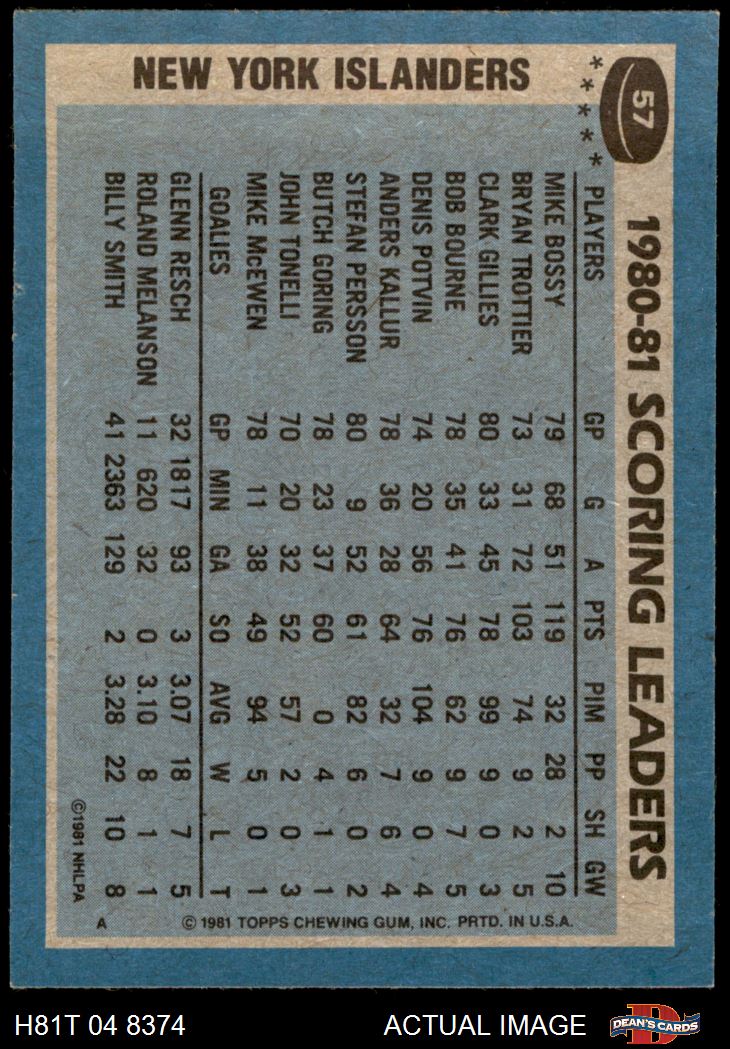 57
★★★★★
1980-81 SCORING LEADERS
NEW YORK ISLANDERS
PLAYERS GP G A PTS PIM PP SH GW
MIKE BOSSY 79 68 51 119 32 28 2 10
BRYAN TROTTIER 73 31 72 103 74 9 2 5
CLARK GILLIES 80 33 45 78 99 9 0 3
BOB BOURNE 78 35 41 76 62 9 7 5
DENIS POTVIN 74 20 56 76 104 9 0 4
ANDERS KALLUR 78 36 28 64 32 7 6 4
STEFAN PERSSON 80 9 52 61 82 6 0 2
BUTCH GORING 78 23 37 60 0 4 1 1
JOHN TONELLI 70 20 32 52 57 2 0 3
MIKE McEWEN 78 11 38 49 94 5 0 1
GOALIES GP MIN GA SO AVG W L T
GLENN RESCH 32 1817 93 3 3.07 18 7 5
ROLAND MELANSON 11 620 32 0 3.10 8 1 1
BILLY SMITH 41 2363 129 2 3.28 22 10 8
©1981 NHLPA
A © 1981 TOPPS CHEWING GUM, INC. PRTD. IN U.S.A.
H81T 04 8374 ACTUAL IMAGE DEAN'S CARDS